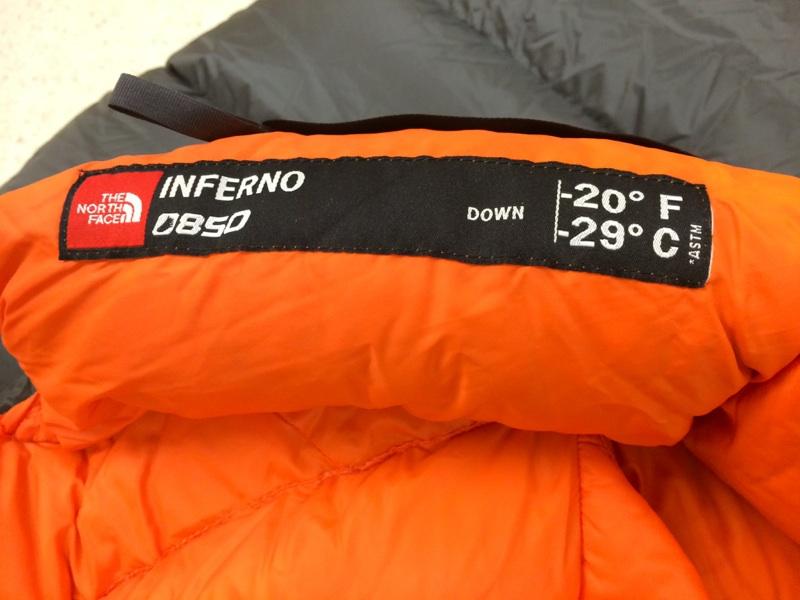 THE
NORTH
FACE
INFERNO
0850
DOWN
-20° F
-29° C
*ASTM